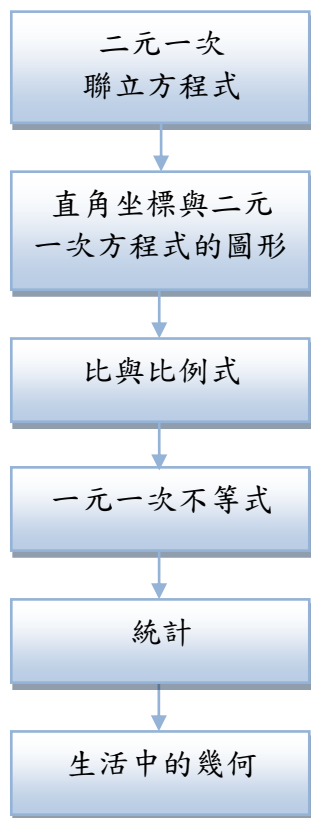 二元一次
聯立方程式
直角坐標與二元
一次方程式的圖形
比與比例式
一元一次不等式
統計
生活中的幾何